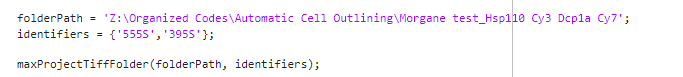 folderPath = 'Z:\Organized Codes\Automatic Cell Outlining\Morgane test_Hsp110 Cy3 Dcp1a Cy7';
identifiers = {'555S','395S'};
maxProjectTiffFolder(folderPath, identifiers);